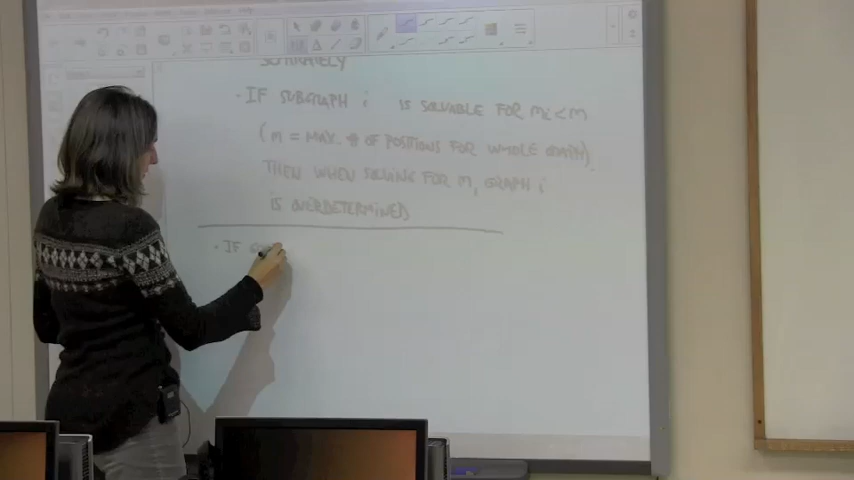 SEPARATELY
· IF SUBGRAPH i IS SOLVABLE FOR mi < m
(m = MAX. # OF POSITIONS FOR WHOLE GRAPH).
THEN WHEN SOLVING FOR m, GRAPH i
IS OVERDETERMINED
· IF